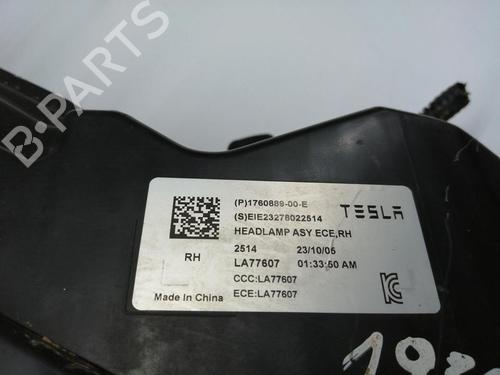 B-PARTS
(P)1760889-00-E
(S)EIE23278022514
TESLA
HEADLAMP ASY ECE,RH
2514 23/10/05
RH LA77607 01:33:50 AM
CCC:LA77607
Made In China ECE:LA77607